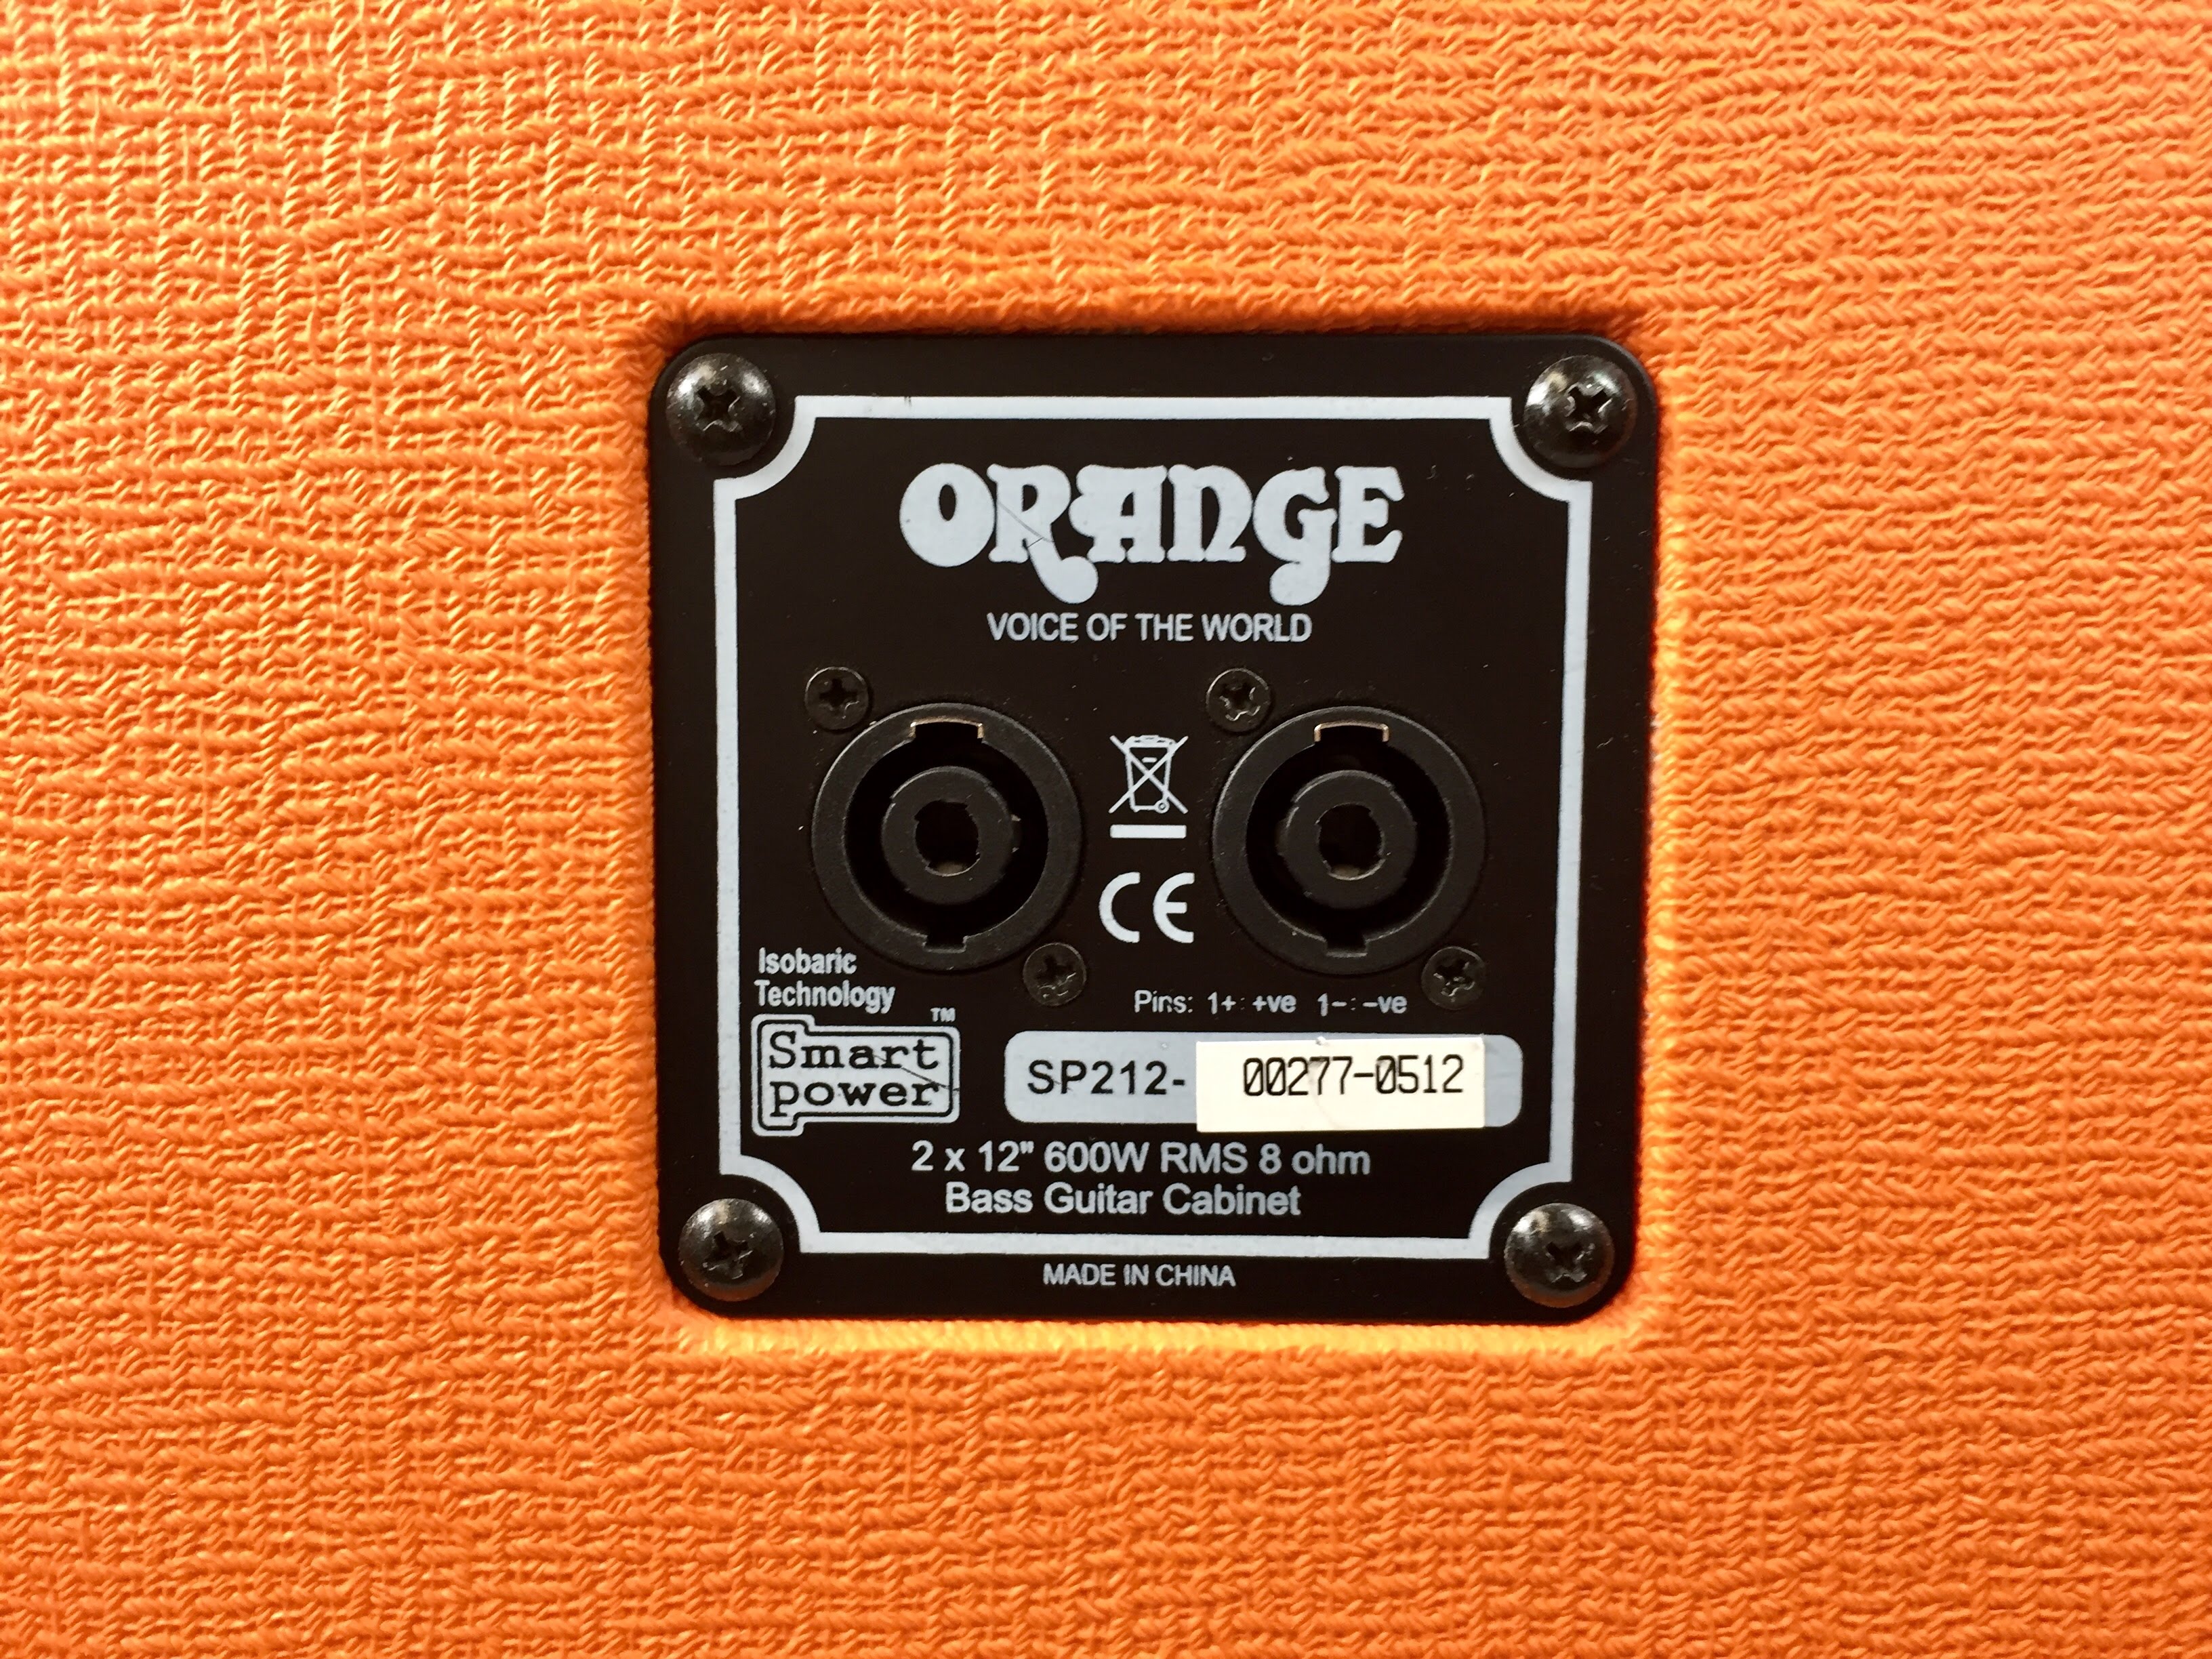 ORANGE
VOICE OF THE WORLD
CE
Isobaric
Technology
Pins: 1+: +ve 1-: -ve
Smart TM
power
SP212- 00277-0512
2 x 12" 600W RMS 8 ohm
Bass Guitar Cabinet
MADE IN CHINA